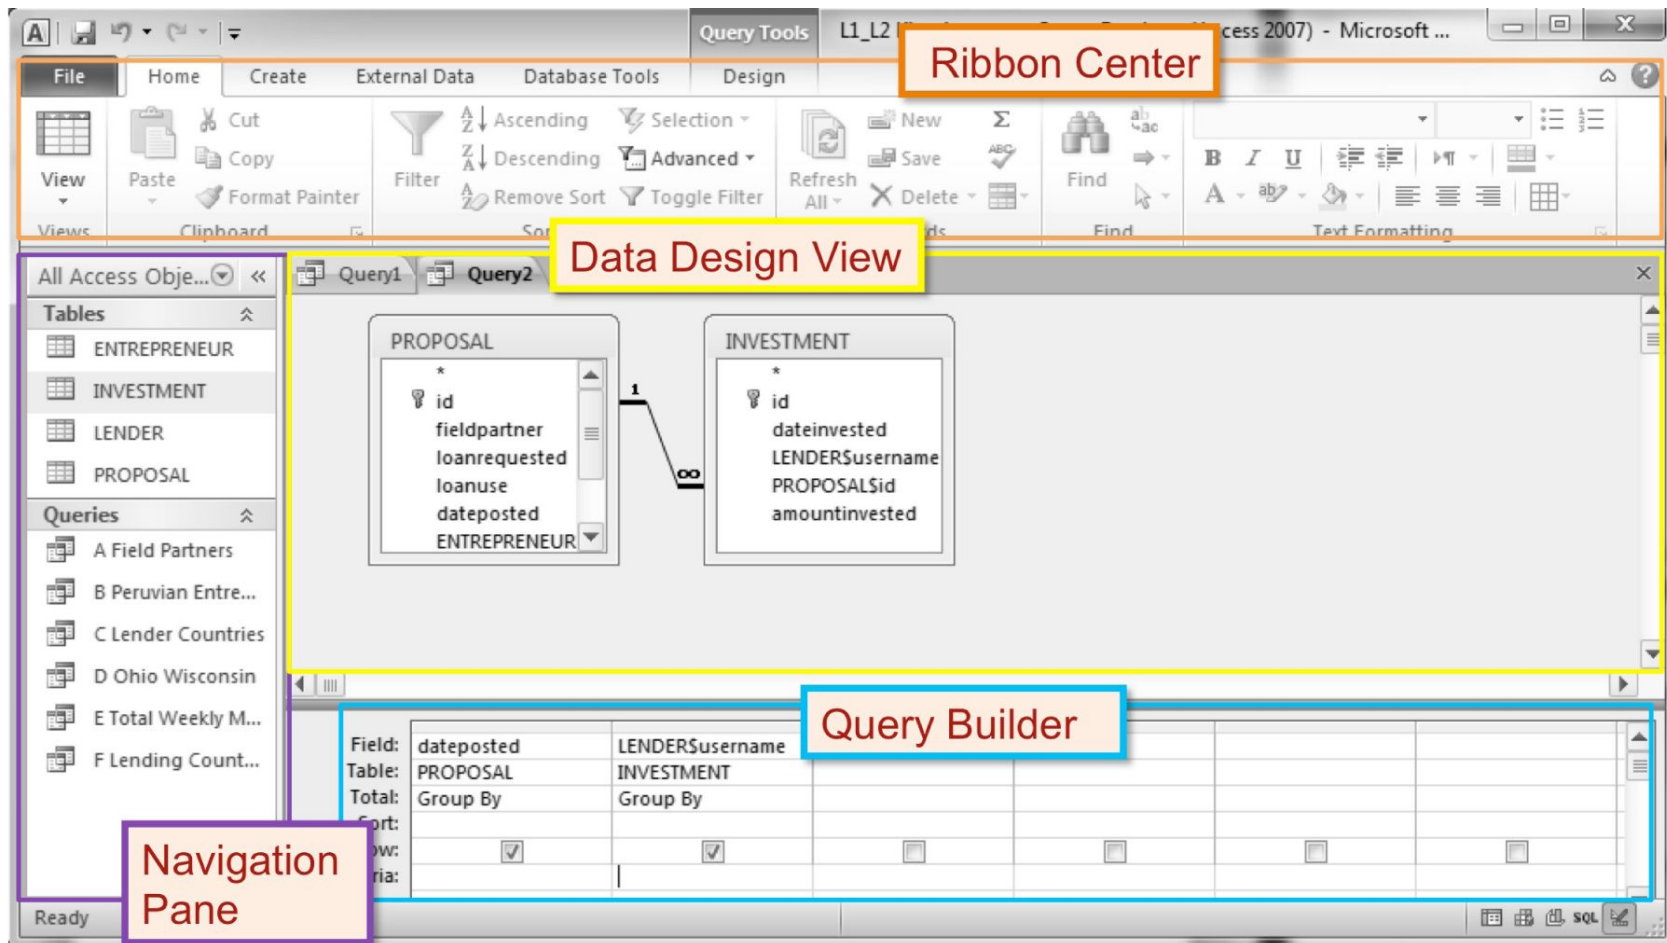 Query Tools
L1_L2
cess 2007) - Microsoft ...
Ribbon Center
File Home Create External Data Database Tools Design
View
Paste
Cut
Copy
Format Painter
Filter
Ascending
Descending
Remove Sort
Selection
Advanced
Toggle Filter
Refresh
All
New
Save
Delete
Find
B I U
A
Views Clipboard Find Text Formatting
Data Design View
All Access Obje...
Query1 Query2
Tables
ENTREPRENEUR
INVESTMENT
LENDER
PROPOSAL
Queries
A Field Partners
B Peruvian Entre...
C Lender Countries
D Ohio Wisconsin
E Total Weekly M...
F Lending Count...
PROPOSAL
*
id
fieldpartner
loanrequested
loanuse
dateposted
ENTREPRENEUR
1
∞
INVESTMENT
*
id
dateinvested
LENDER$username
PROPOSAL$id
amountinvested
Query Builder
Field: dateposted LENDER$username
Table: PROPOSAL INVESTMENT
Total: Group By Group By
Navigation
Pane
Ready
SQL